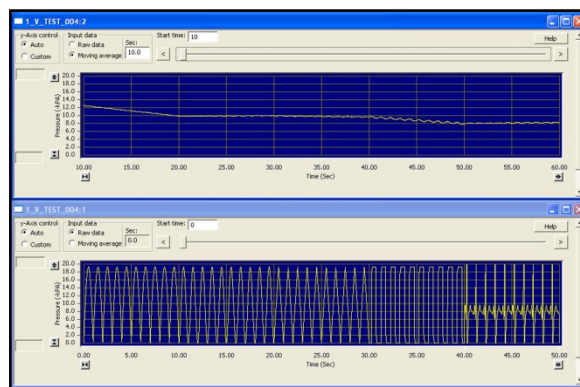 1_V_TEST_004:2
y-Axis control Input data Start time: 10
Auto Raw data Sec: Help
Custom Moving average 10.0 < >
20.0
18.0
16.0
14.0
12.0
10.0
8.0
6.0
4.0
2.0
0.0
Pressure (-kPA)
10.00 15.00 20.00 25.00 30.00 35.00 40.00 45.00 50.00 55.00 60.00
Time (Sec)
1_V_TEST_004:1
y-Axis control Input data Start time: 0
Auto Raw data Sec: Help
Custom Moving average 0.0 < >
20.0
18.0
16.0
14.0
12.0
10.0
8.0
6.0
4.0
2.0
0.0
Pressure (-kPA)
0.00 5.00 10.00 15.00 20.00 25.00 30.00 35.00 40.00 45.00 50.00
Time (Sec)